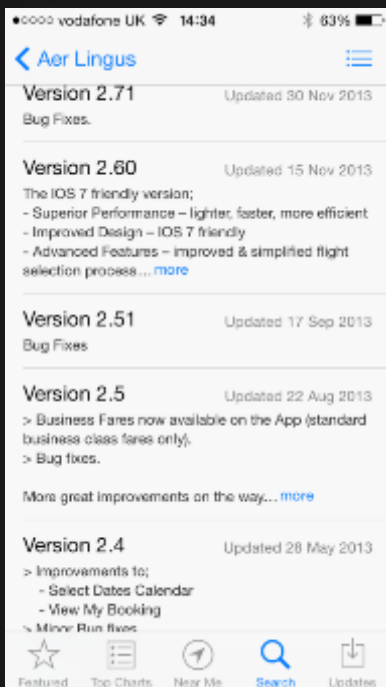 vodafone UK 14:34 63%
Aer Lingus
Version 2.71 Updated 30 Nov 2013
Bug Fixes.
Version 2.60 Updated 15 Nov 2013
The IOS 7 friendly version;
- Superior Performance – lighter, faster, more efficient
- Improved Design – IOS 7 friendly
- Advanced Features – improved & simplified flight
selection process... more
Version 2.51 Updated 17 Sep 2013
Bug Fixes
Version 2.5 Updated 22 Aug 2013
> Business Fares now available on the App (standard
business class fares only).
> Bug fixes.
More great improvements on the way... more
Version 2.4 Updated 28 May 2013
> Improvements to;
- Select Dates Calendar
- View My Booking
> Minor Bug fixes
Featured Top Charts Near Me Search Updates